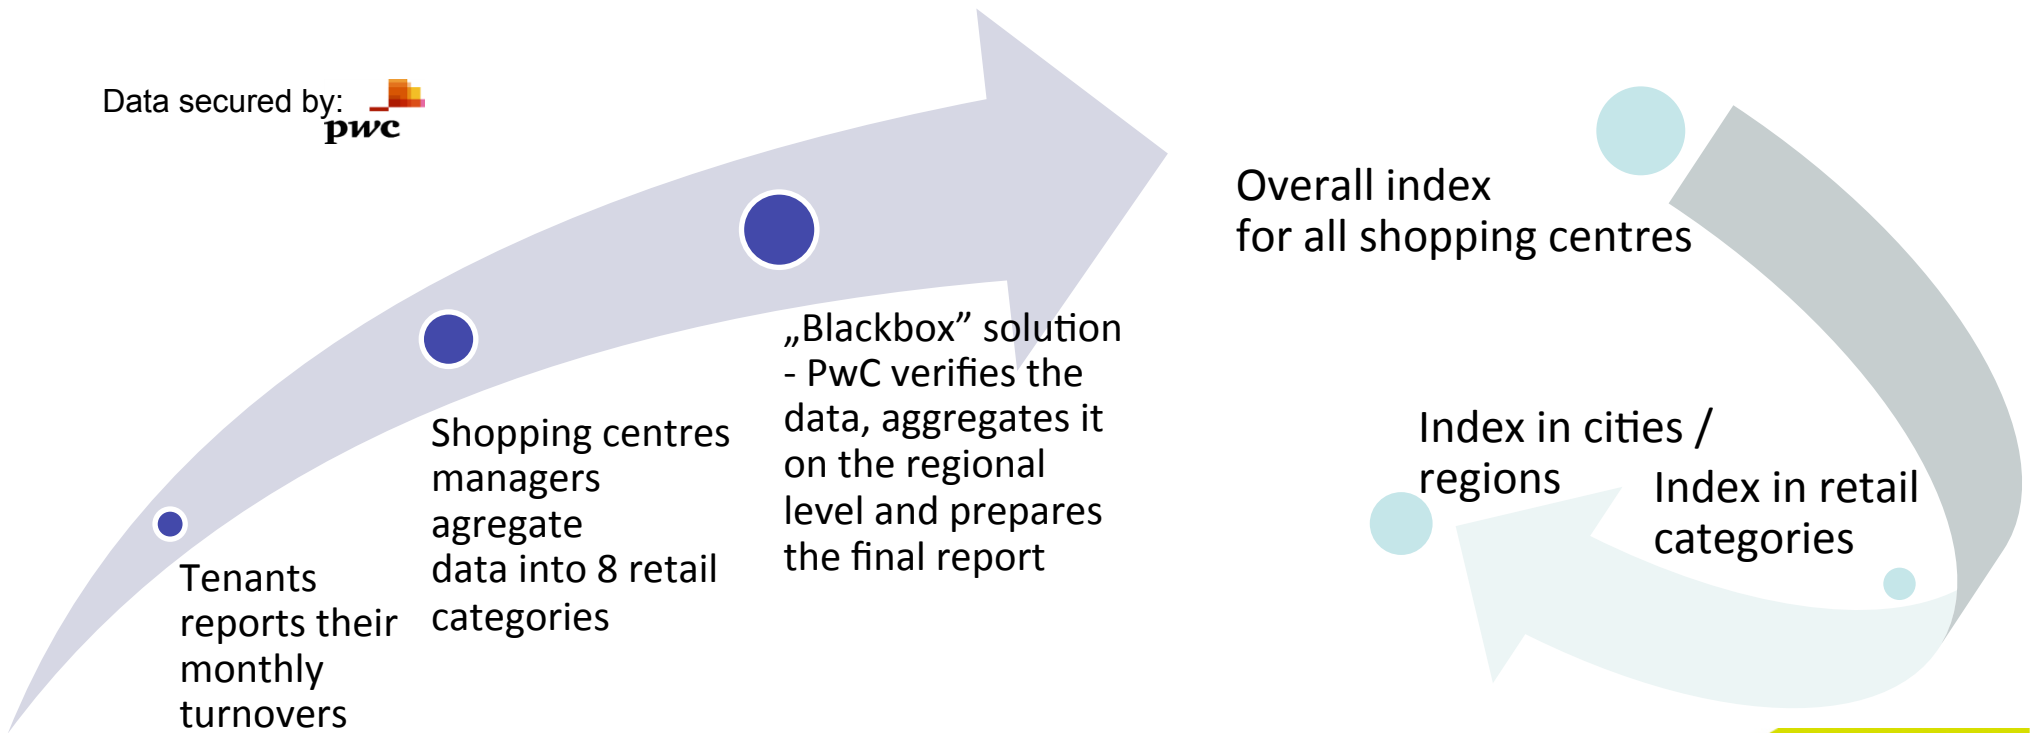 Data secured by:
pwc
Tenants
reports their
monthly
turnovers
Shopping centres
managers
agregate
data into 8 retail
categories
„Blackbox” solution
- PwC verifies the
data, aggregates it
on the regional
level and prepares
the final report
Overall index
for all shopping centres
Index in cities /
regions
Index in retail
categories